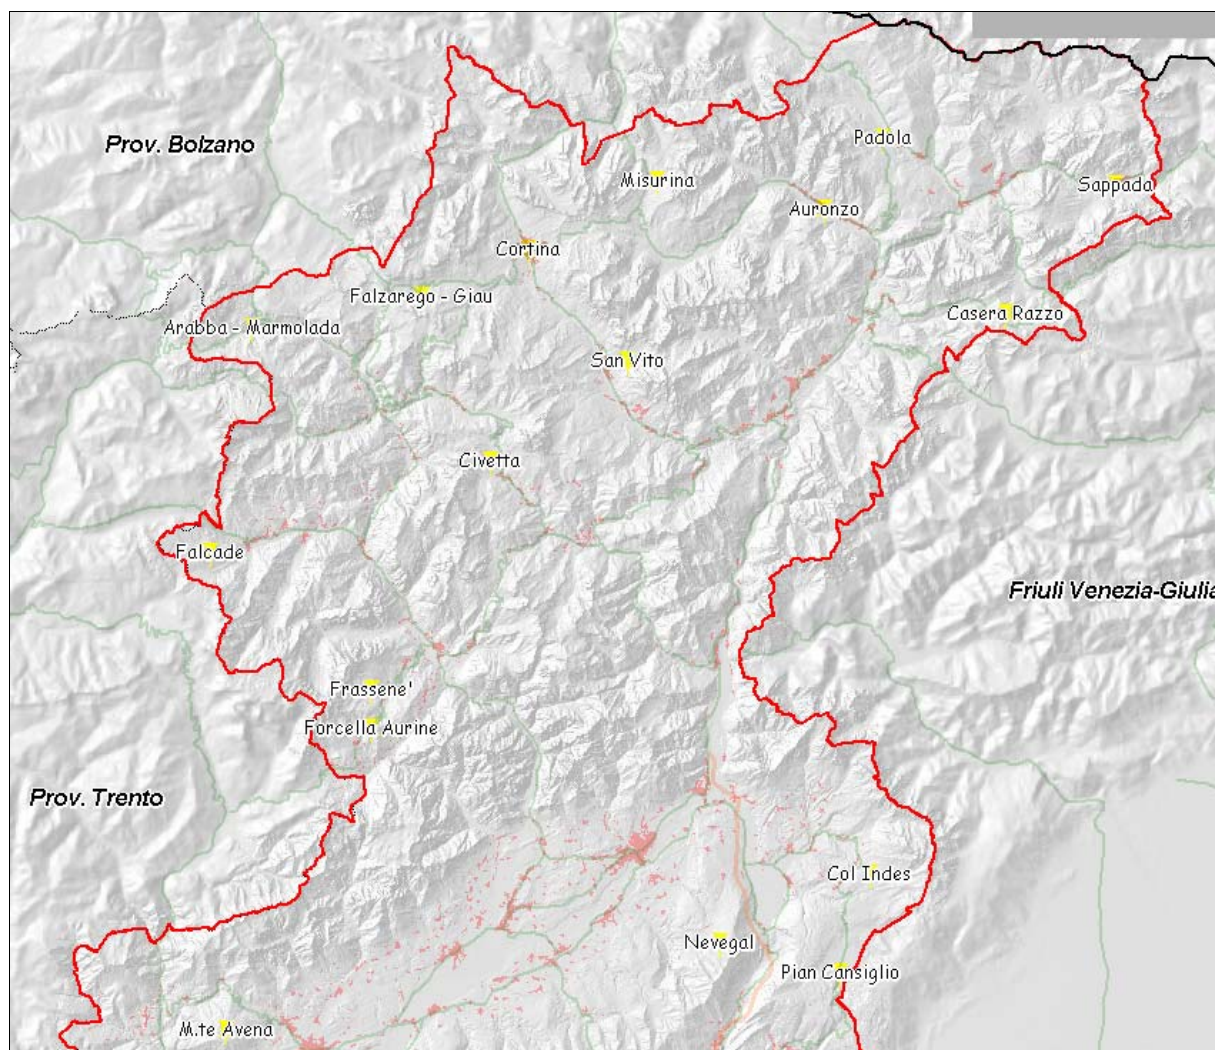 Prov. Bolzano
Padola
Misurina
Sappada
Auronzo
Cortina
Falzarego - Giau
Casera Razzo
Arabba - Marmolada
San Vito
Civetta
Falcade
Friuli Venezia-Giulia
Frassene'
Forcella Aurine
Prov. Trento
Col Indes
Nevegal
Pian Cansiglio
M.te Avena